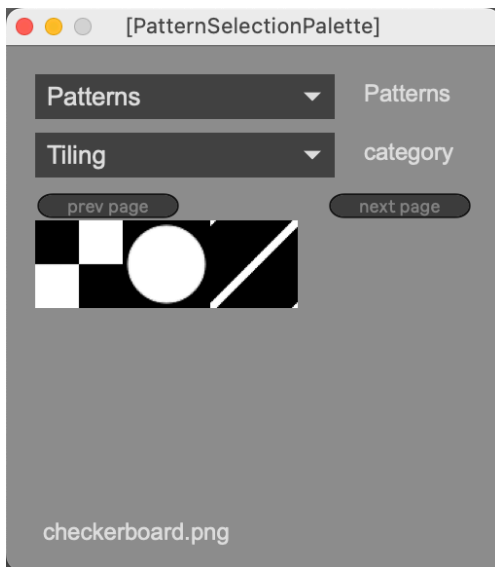 [PatternSelectionPalette]
Patterns Patterns
Tiling category
prev page next page
checkerboard.png